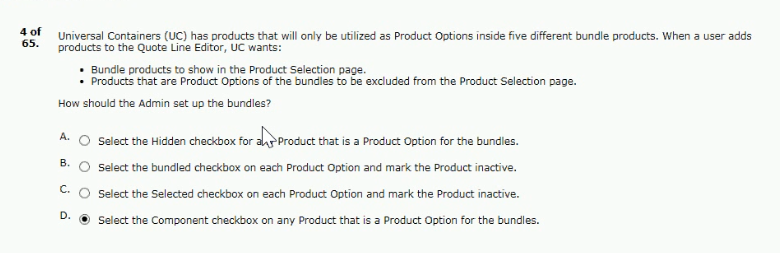 4 of
65.
Universal Containers (UC) has products that will only be utilized as Product Options inside five different bundle products. When a user adds
products to the Quote Line Editor, UC wants:
• Bundle products to show in the Product Selection page.
• Products that are Product Options of the bundles to be excluded from the Product Selection page.
How should the Admin set up the bundles?
A. Select the Hidden checkbox for any Product that is a Product Option for the bundles.
B. Select the bundled checkbox on each Product Option and mark the Product inactive.
C. Select the Selected checkbox on each Product Option and mark the Product inactive.
D. Select the Component checkbox on any Product that is a Product Option for the bundles.